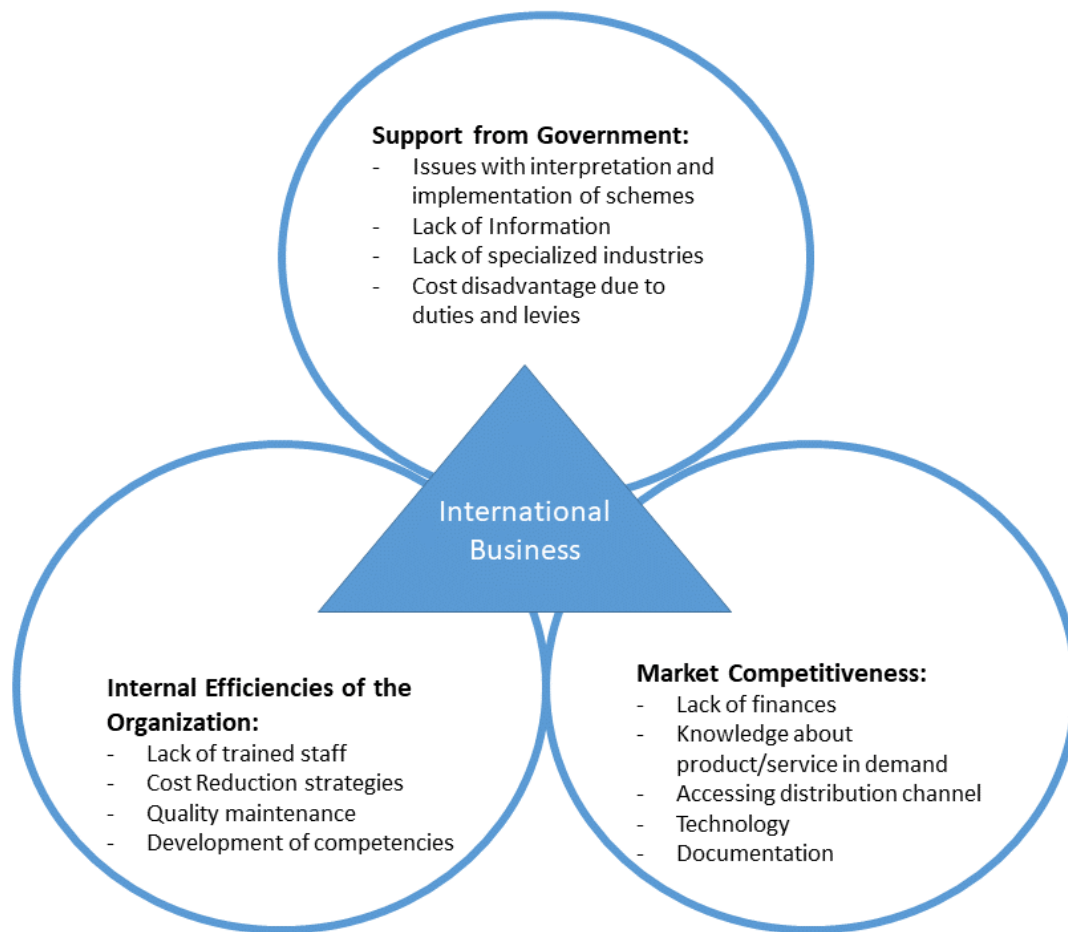 Support from Government:
- Issues with interpretation and
implementation of schemes
- Lack of Information
- Lack of specialized industries
- Cost disadvantage due to
duties and levies
International
Business
Internal Efficiencies of the
Organization:
- Lack of trained staff
- Cost Reduction strategies
- Quality maintenance
- Development of competencies
Market Competitiveness:
- Lack of finances
- Knowledge about
product/service in demand
- Accessing distribution channel
- Technology
- Documentation